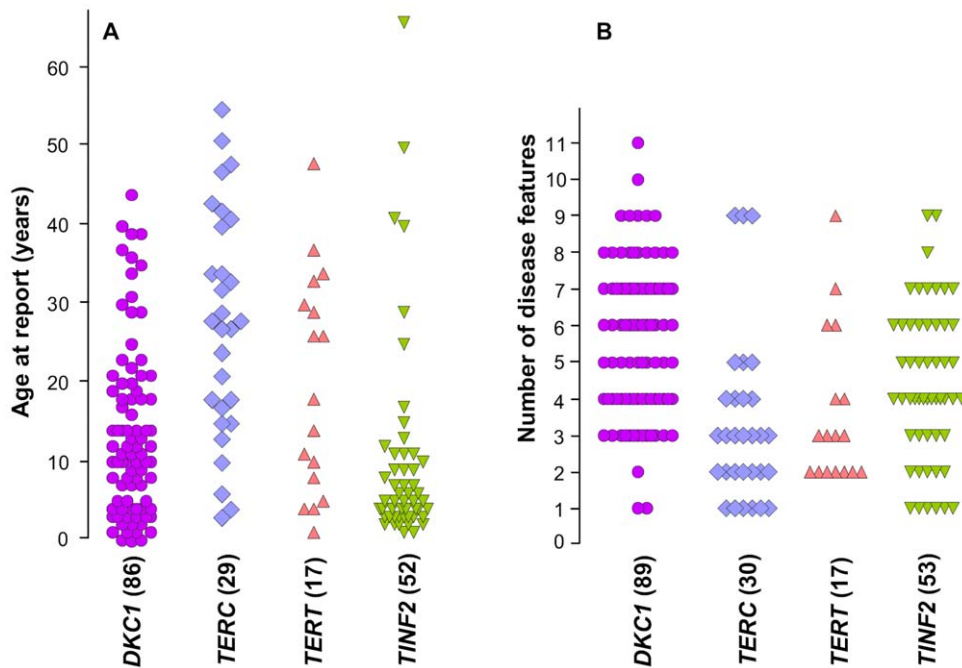 A
Age at report (years)
60
50
40
30
20
10
0
DKC1 (86)
TERC (29)
TERT (17)
TINF2 (52)
B
Number of disease features
11
10
9
8
7
6
5
4
3
2
1
0
DKC1 (89)
TERC (30)
TERT (17)
TINF2 (53)